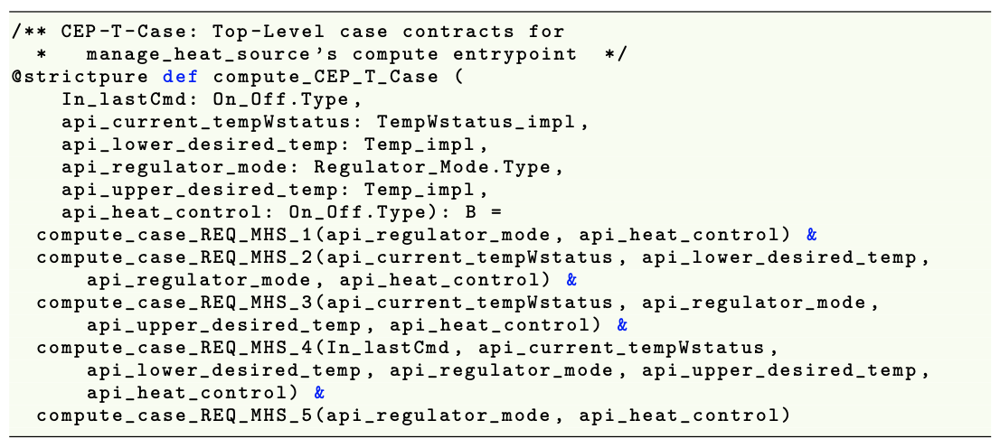 /** CEP-T-Case: Top-Level case contracts for
  *   manage_heat_source's compute entrypoint  */
@strictpure def compute_CEP_T_Case (
    In_lastCmd: On_Off.Type,
    api_current_tempWstatus: TempWstatus_impl,
    api_lower_desired_temp: Temp_impl,
    api_regulator_mode: Regulator_Mode.Type,
    api_upper_desired_temp: Temp_impl,
    api_heat_control: On_Off.Type): B =
  compute_case_REQ_MHS_1(api_regulator_mode, api_heat_control) &
  compute_case_REQ_MHS_2(api_current_tempWstatus, api_lower_desired_temp,
      api_regulator_mode, api_heat_control) &
  compute_case_REQ_MHS_3(api_current_tempWstatus, api_regulator_mode,
      api_upper_desired_temp, api_heat_control) &
  compute_case_REQ_MHS_4(In_lastCmd, api_current_tempWstatus,
      api_lower_desired_temp, api_regulator_mode, api_upper_desired_temp,
      api_heat_control) &
  compute_case_REQ_MHS_5(api_regulator_mode, api_heat_control)